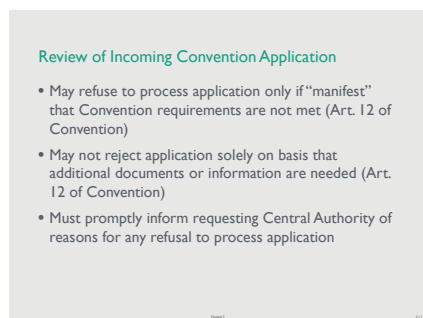 Review of Incoming Convention Application
• May refuse to process application only if “manifest”
that Convention requirements are not met (Art. 12 of
Convention)
• May not reject application solely on basis that
additional documents or information are needed (Art.
12 of Convention)
• Must promptly inform requesting Central Authority of
reasons for any refusal to process application